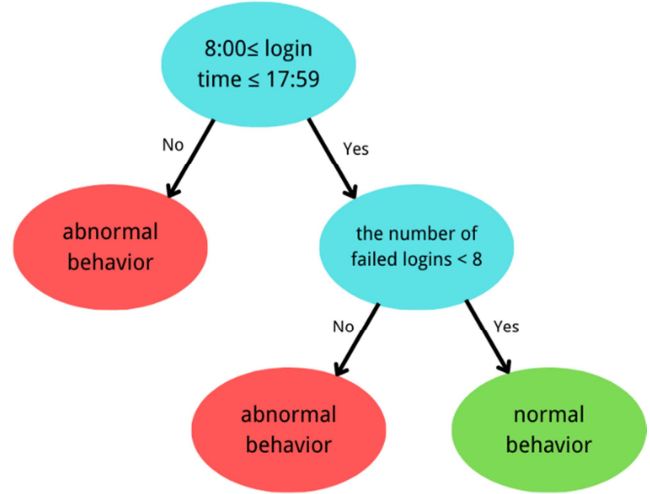 8:00≤ login
time ≤ 17:59
No
Yes
abnormal
behavior
the number of
failed logins < 8
No
Yes
abnormal
behavior
normal
behavior